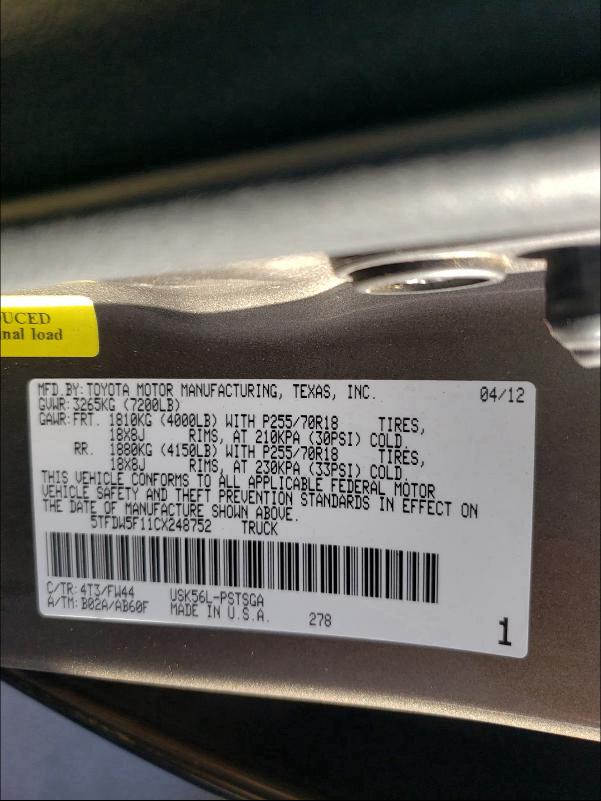 UCED
nal load
MFD.BY:TOYOTA MOTOR MANUFACTURING, TEXAS, INC. 04/12
GVWR:3265KG (7200LB)
GAWR:FRT. 1810KG (4000LB) WITH P255/70R18 TIRES,
18X8J RIMS, AT 210KPA (30PSI) COLD.
RR. 1880KG (4150LB) WITH P255/70R18 TIRES,
18X8J RIMS, AT 230KPA (33PSI) COLD.
THIS VEHICLE CONFORMS TO ALL APPLICABLE FEDERAL MOTOR
VEHICLE SAFETY AND THEFT PREVENTION STANDARDS IN EFFECT ON
THE DATE OF MANUFACTURE SHOWN ABOVE.
5TFDW5F11CX248752 TRUCK
C/TR:4T3/FW44 USK56L-PSTSGA
A/TM:B02A/AB60F MADE IN U.S.A. 278
1